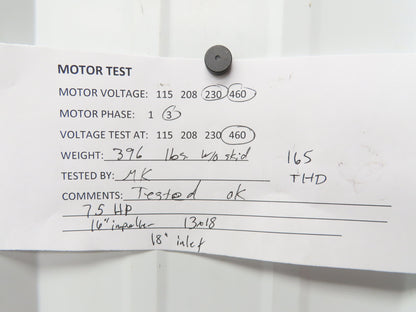 MOTOR TEST
MOTOR VOLTAGE: 115 208 230 460
MOTOR PHASE: 1 3
VOLTAGE TEST AT: 115 208 230 460
WEIGHT: 396 lbs w/o skid
165
TESTED BY: MK
THD
COMMENTS: Tested ok
7.5 HP
16" impeller 13x18
18" inlet